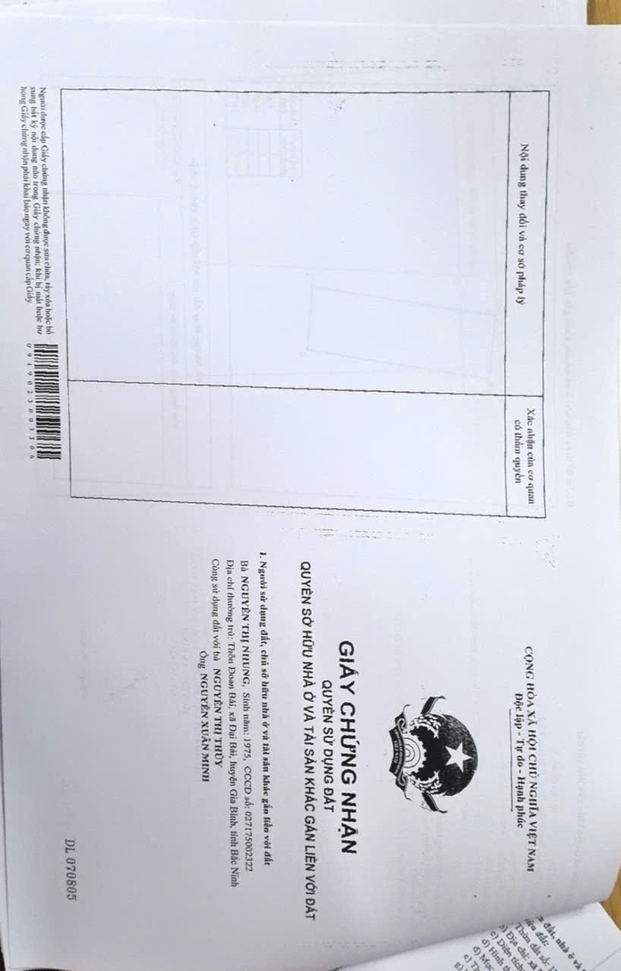 Nội dung thay đổi và cơ sở pháp lý
Xác nhận của cơ quan
có thẩm quyền
Người được cấp Giấy chứng nhận không được sửa chữa, tẩy xóa hoặc bổ
sung bất kỳ nội dung nào trong Giấy chứng nhận; khi bị mất hoặc hư
hỏng Giấy chứng nhận phải khai báo ngay với cơ quan cấp Giấy.
CỘNG HÒA XÃ HỘI CHỦ NGHĨA VIỆT NAM
Độc lập - Tự do - Hạnh phúc
GIẤY CHỨNG NHẬN
QUYỀN SỬ DỤNG ĐẤT
QUYỀN SỞ HỮU NHÀ Ở VÀ TÀI SẢN KHÁC GẮN LIỀN VỚI ĐẤT
I. Người sử dụng đất, chủ sở hữu nhà ở và tài sản khác gắn liền với đất
Bà NGUYỄN THỊ NHUNG, Sinh năm: 1975, CCCD số: 027175002322
Địa chỉ thường trú: Thôn Đoan Bái, xã Đại Bái, huyện Gia Bình, tỉnh Bắc Ninh
Cùng sử dụng đất với bà NGUYỄN THỊ THÙY
Ông NGUYỄN XUÂN MINH
DL 070805